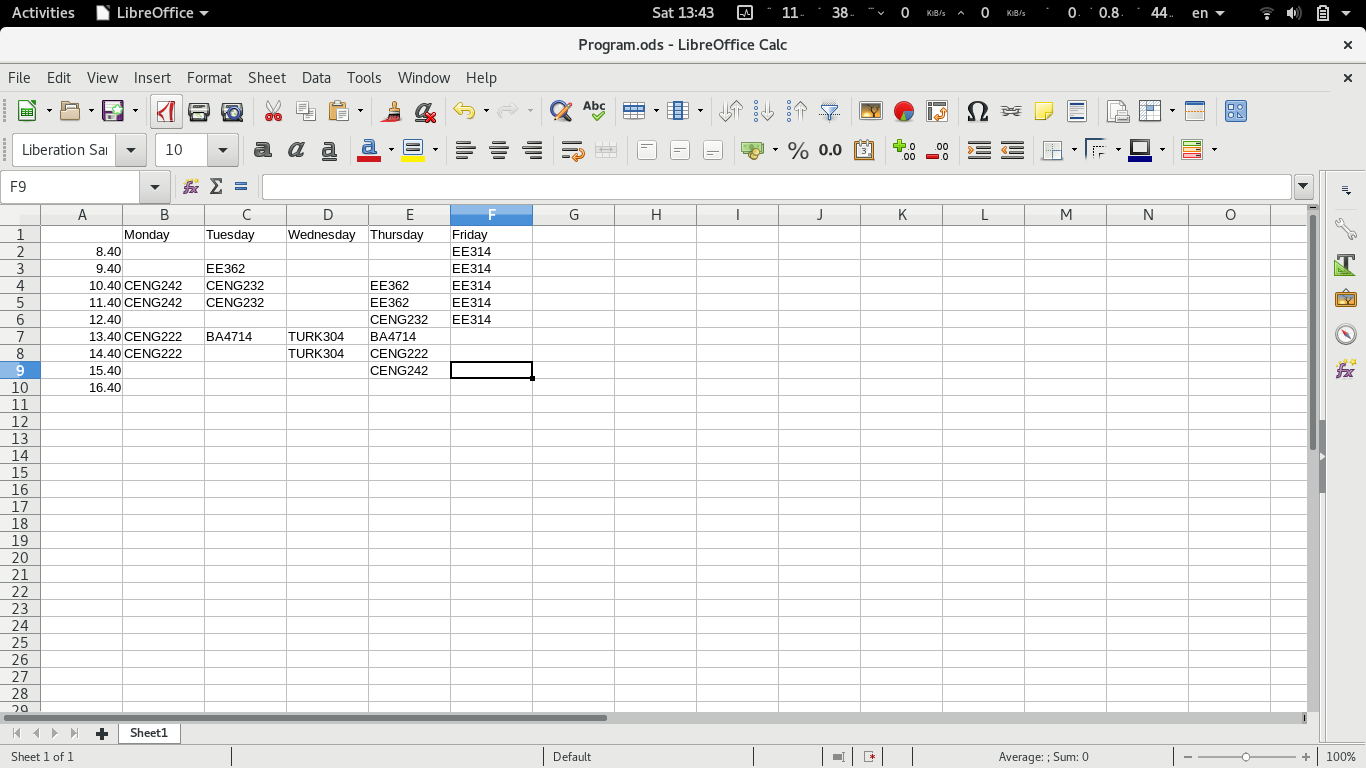 Activities LibreOffice Sat 13:43 11 38 0 KiB/s 0 KiB/s 0 0.8 44 en
Program.ods - LibreOffice Calc
File Edit View Insert Format Sheet Data Tools Window Help
Abc
Liberation Sar 10 a a a a % 0.0
F9
A B C D E F G H I J K L M N O
1 Monday Tuesday Wednesday Thursday Friday
2 8.40 EE314
3 9.40 EE362 EE314
4 10.40 CENG242 CENG232 EE362 EE314
5 11.40 CENG242 CENG232 EE362 EE314
6 12.40 CENG232 EE314
7 13.40 CENG222 BA4714 TURK304 BA4714
8 14.40 CENG222 TURK304 CENG222
9 15.40 CENG242
10 16.40
11
12
13
14
15
16
17
18
19
20
21
22
23
24
25
26
27
28
29
Sheet1
Sheet 1 of 1 Default Average: ; Sum: 0 100%